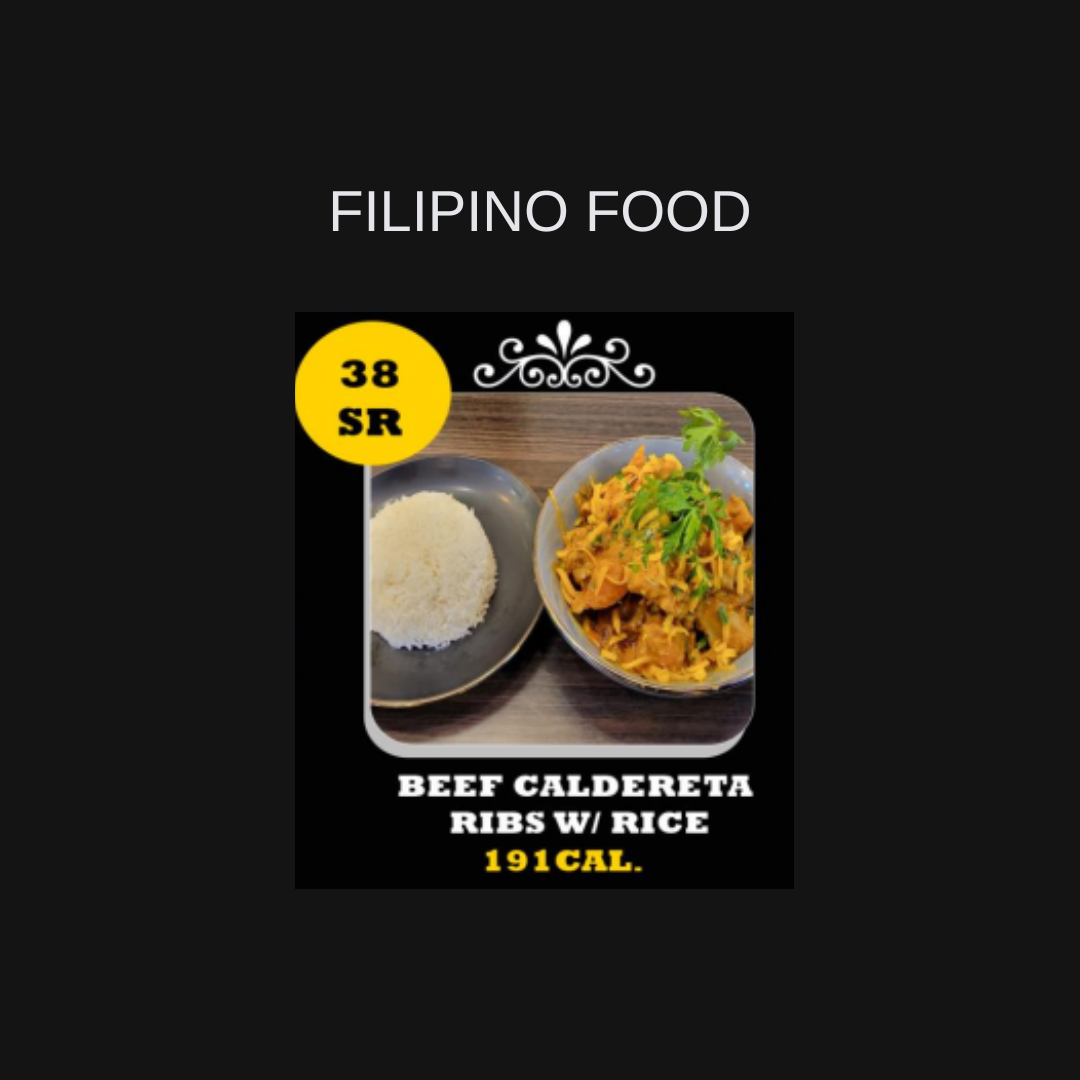 FILIPINO FOOD
38
SR
BEEF CALDERETA
RIBS W/ RICE
191CAL.